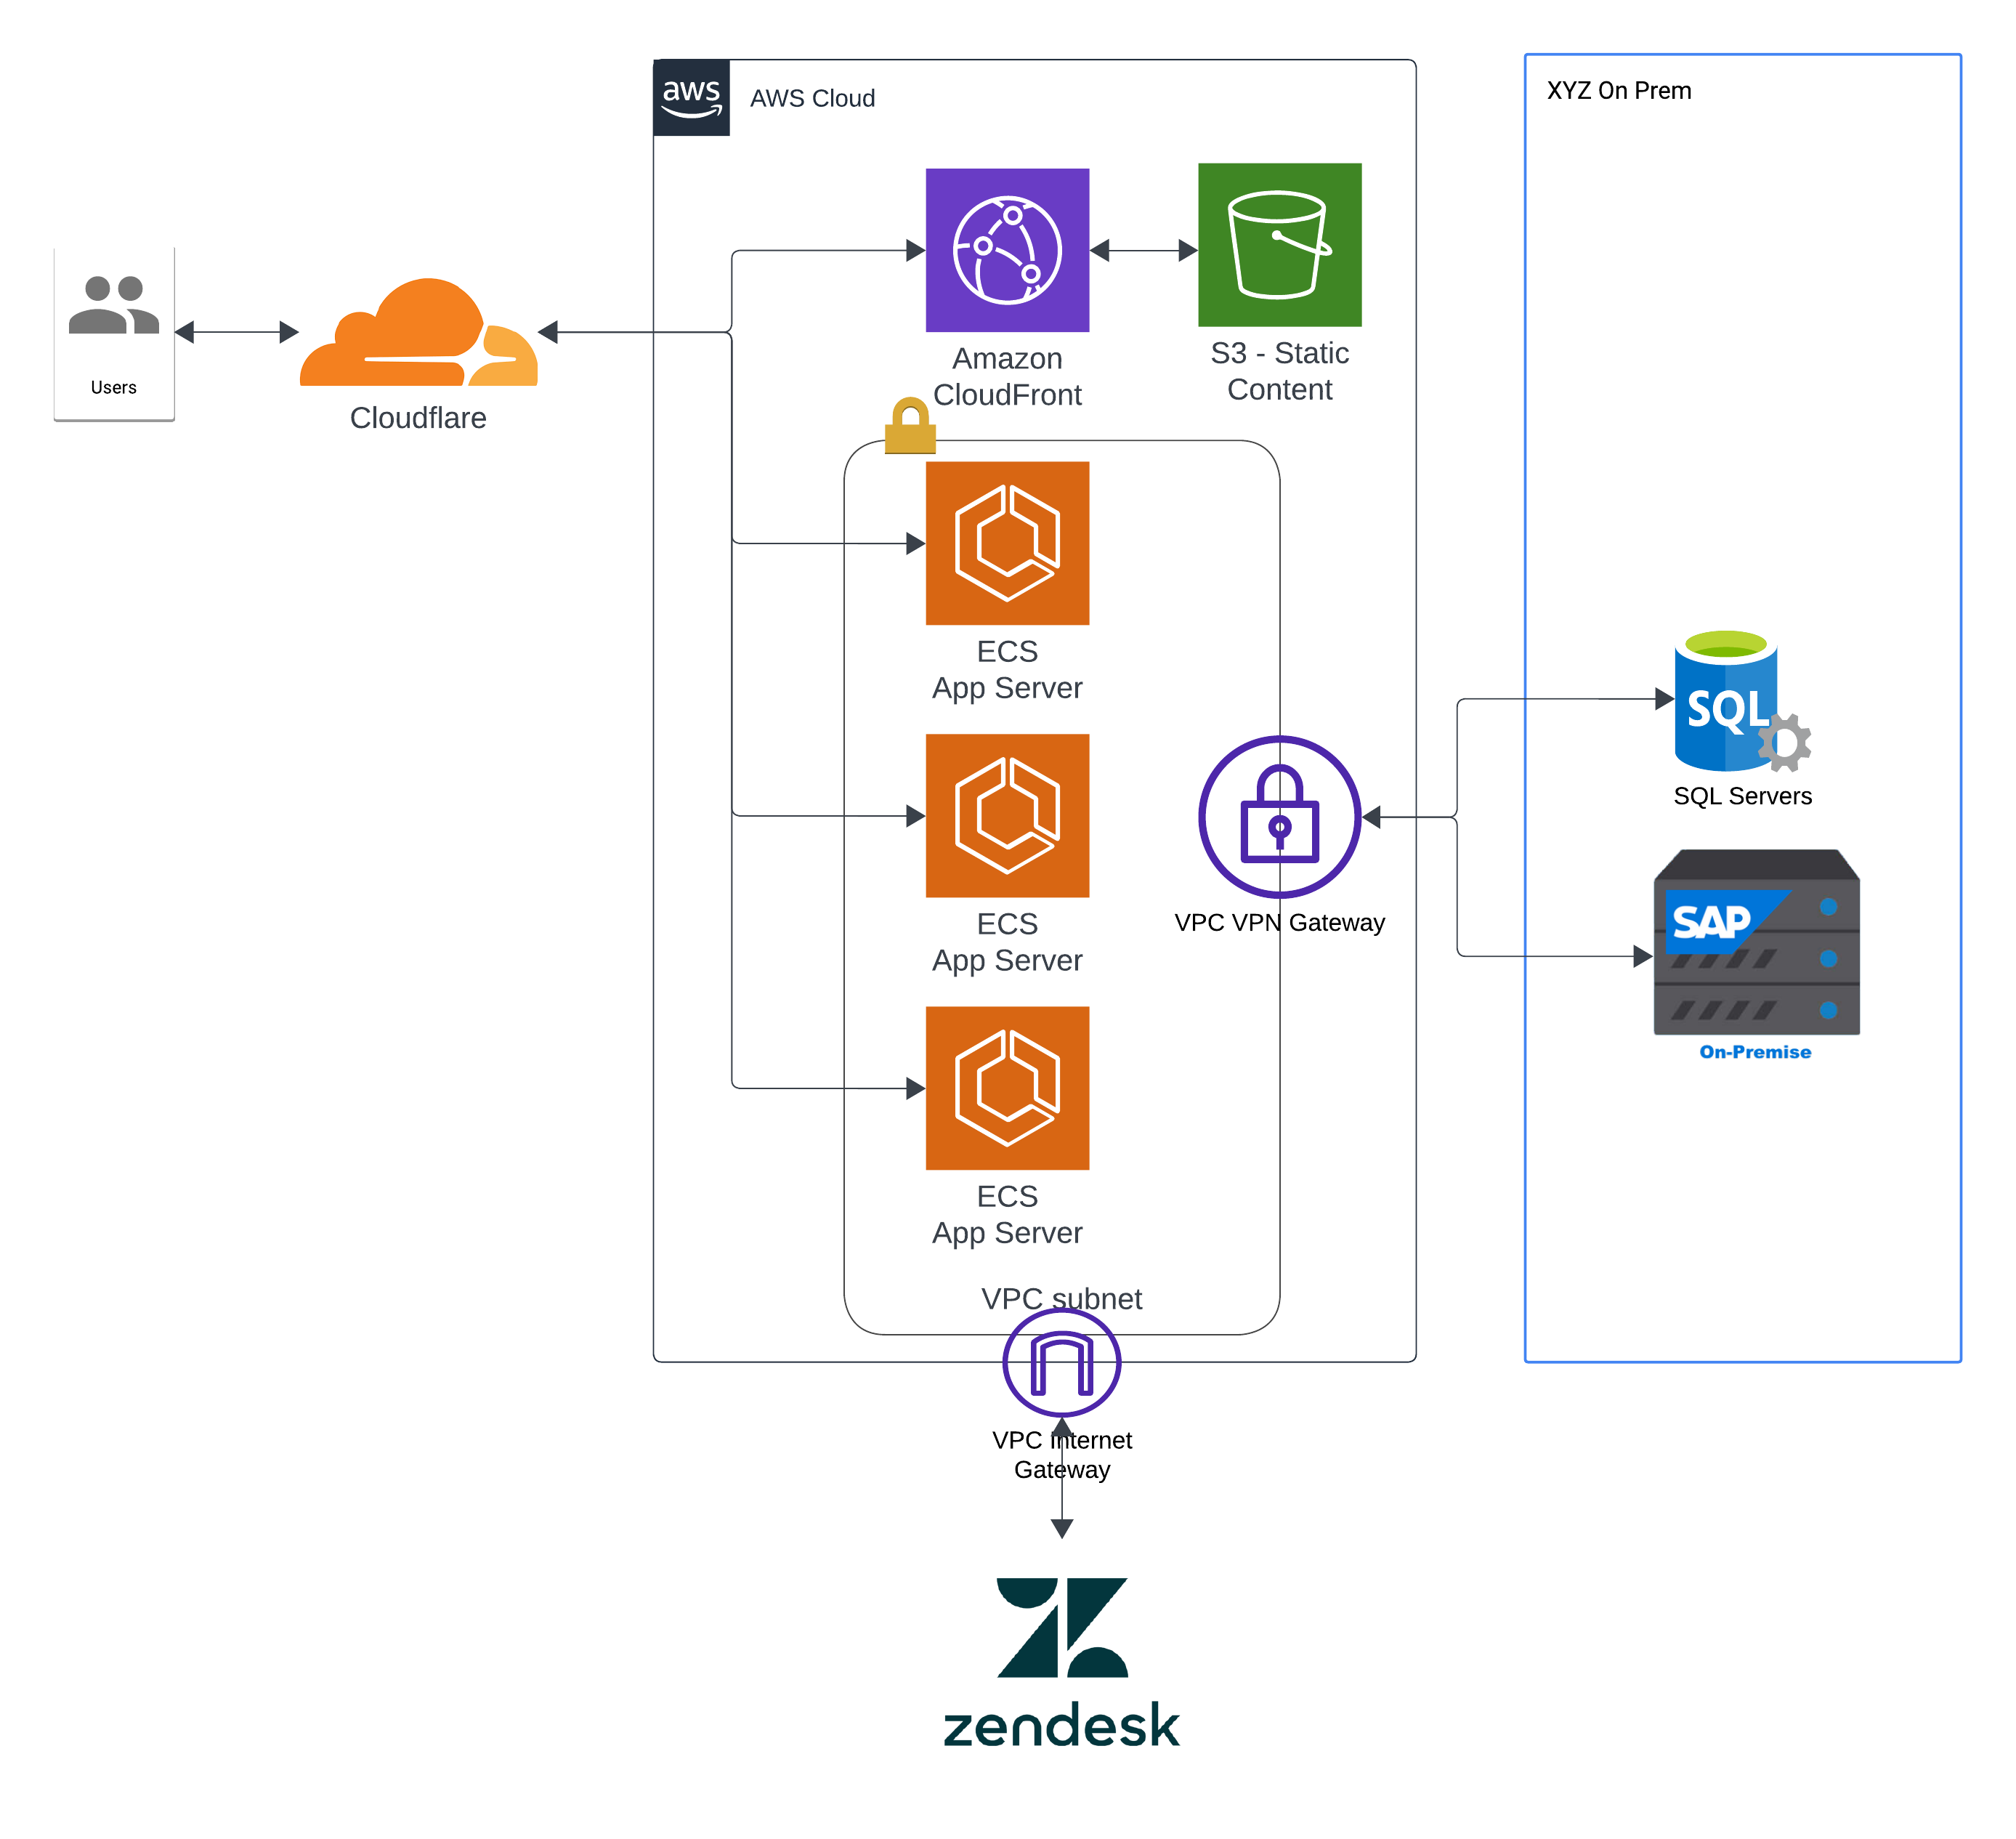 aws
AWS Cloud
XYZ On Prem
Users
Cloudflare
Amazon
CloudFront
S3 - Static
Content
ECS
App Server
ECS
App Server
ECS
App Server
VPC subnet
VPC VPN Gateway
SQL
SQL Servers
SAP
On-Premise
VPC Internet
Gateway
zendesk